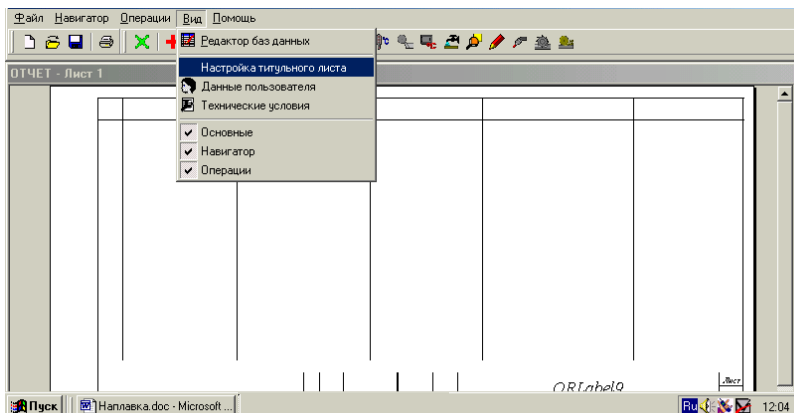 Файл Навигатор Операции Вид Помощь
Редактор баз данных
ОТЧЕТ - Лист 1
Настройка титульного листа
Данные пользователя
Технические условия
Основные
Навигатор
Операции
QRLabel9
Лист
Пуск Наплавка.doc - Microsoft ... Ru 12:04